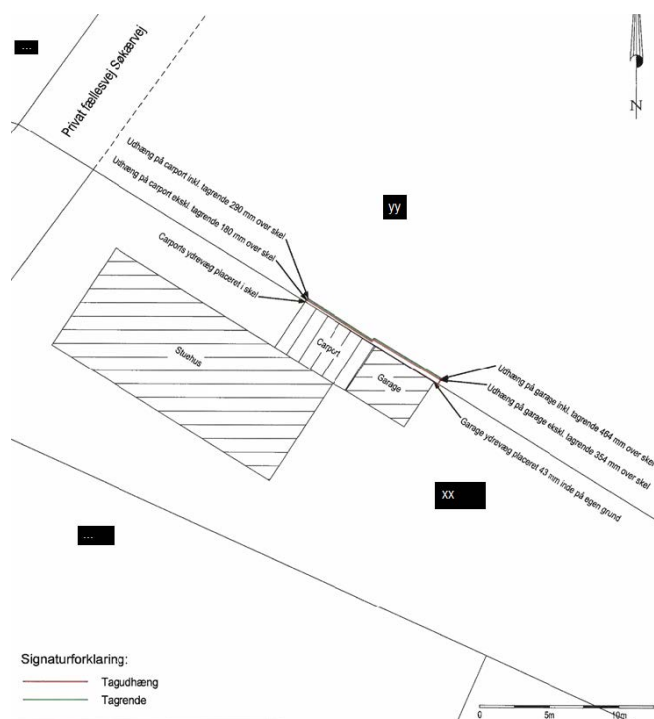 ...
Privat fællesvej Søkærvej
N
Udhæng på carport inkl. tagrende 290 mm over skel
Udhæng på carport ekskl. tagrende 180 mm over skel
Carports ydrevæg placeret i skel
yy
Stuehus
Carport
Garage
Udhæng på garage inkl. tagrende 464 mm over skel
Udhæng på garage ekskl. tagrende 354 mm over skel
Garage ydrevæg placeret 43 mm inde på egen grund
xx
...
Signaturforklaring:
Tagudhæng
Tagrende
0 5m 10m